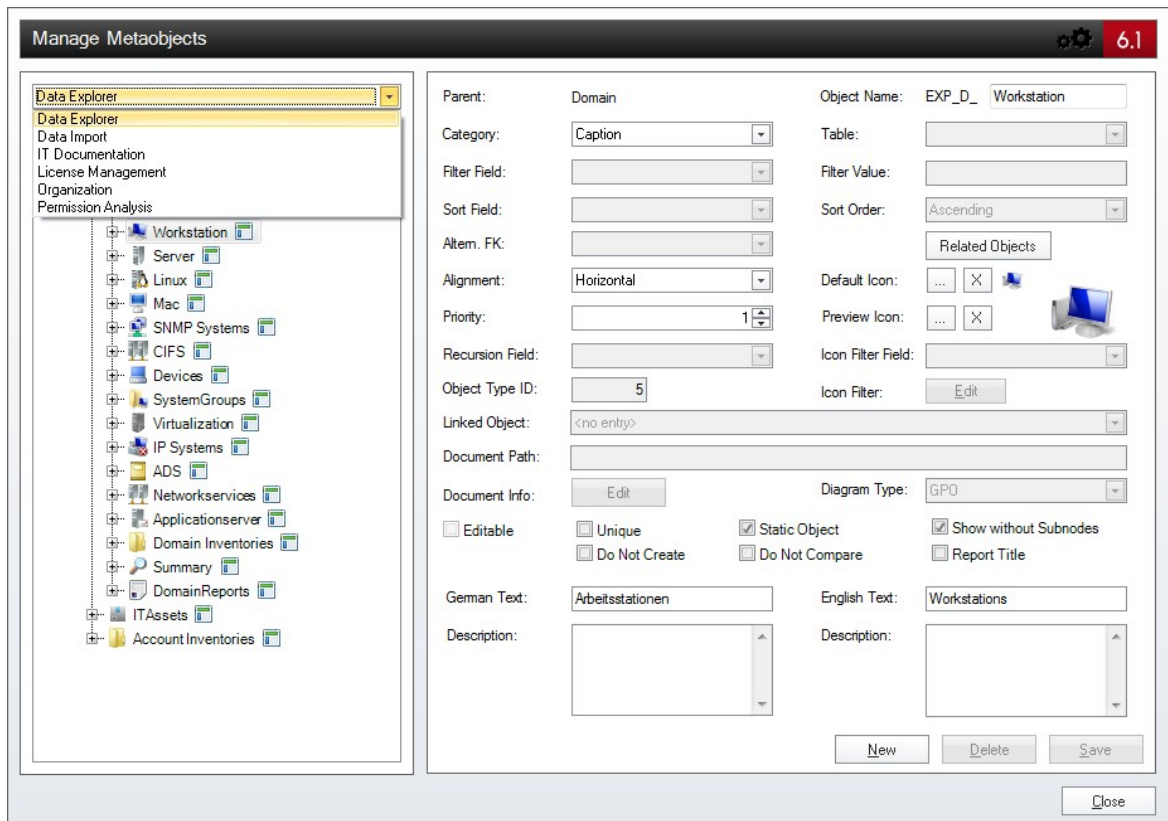 Manage Metaobjects
6.1
Data Explorer
Data Explorer
Data Import
IT Documentation
License Management
Organization
Permission Analysis
Workstation
Server
Linux
Mac
SNMP Systems
CIFS
Devices
SystemGroups
Virtualization
IP Systems
ADS
Networkservices
Applicationserver
Domain Inventories
Summary
DomainReports
ITAssets
Account Inventories
Parent: Domain Object Name: EXP_D_ Workstation
Category: Caption Table:
Filter Field: Filter Value:
Sort Field: Sort Order: Ascending
Altern. FK: Related Objects
Alignment: Horizontal Default Icon: ... X
Priority: 1 Preview Icon: ... X
Recursion Field: Icon Filter Field:
Object Type ID: 5 Icon Filter: Edit
Linked Object: <no entry>
Document Path:
Document Info: Edit Diagram Type: GPO
Editable Unique Static Object Show without Subnodes
Do Not Create Do Not Compare Report Title
German Text: Arbeitsstationen English Text: Workstations
Description: Description:
New Delete Save
Close